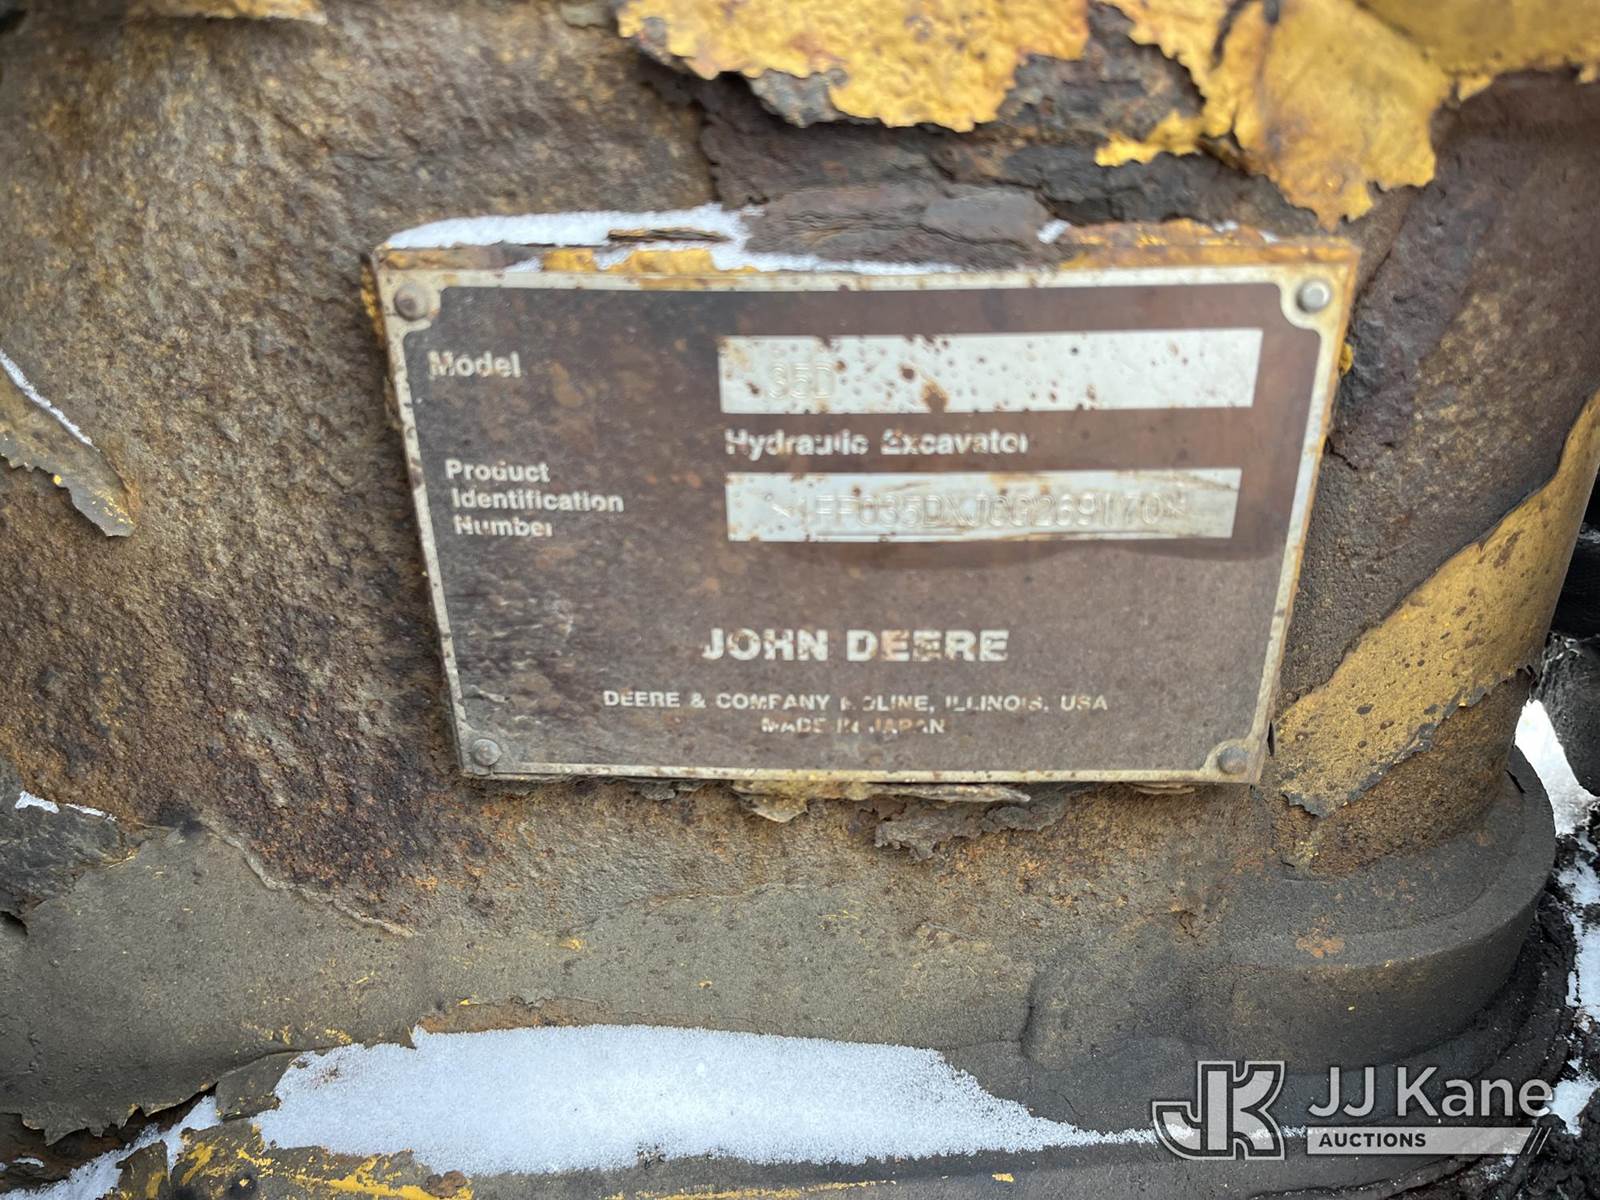 Model 35D
Hydraulic Excavator
Product
Identification
Number
JOHN DEERE
DEERE & COMPANY MOLINE, ILLINOIS, USA
MADE IN JAPAN
JJ Kane
AUCTIONS